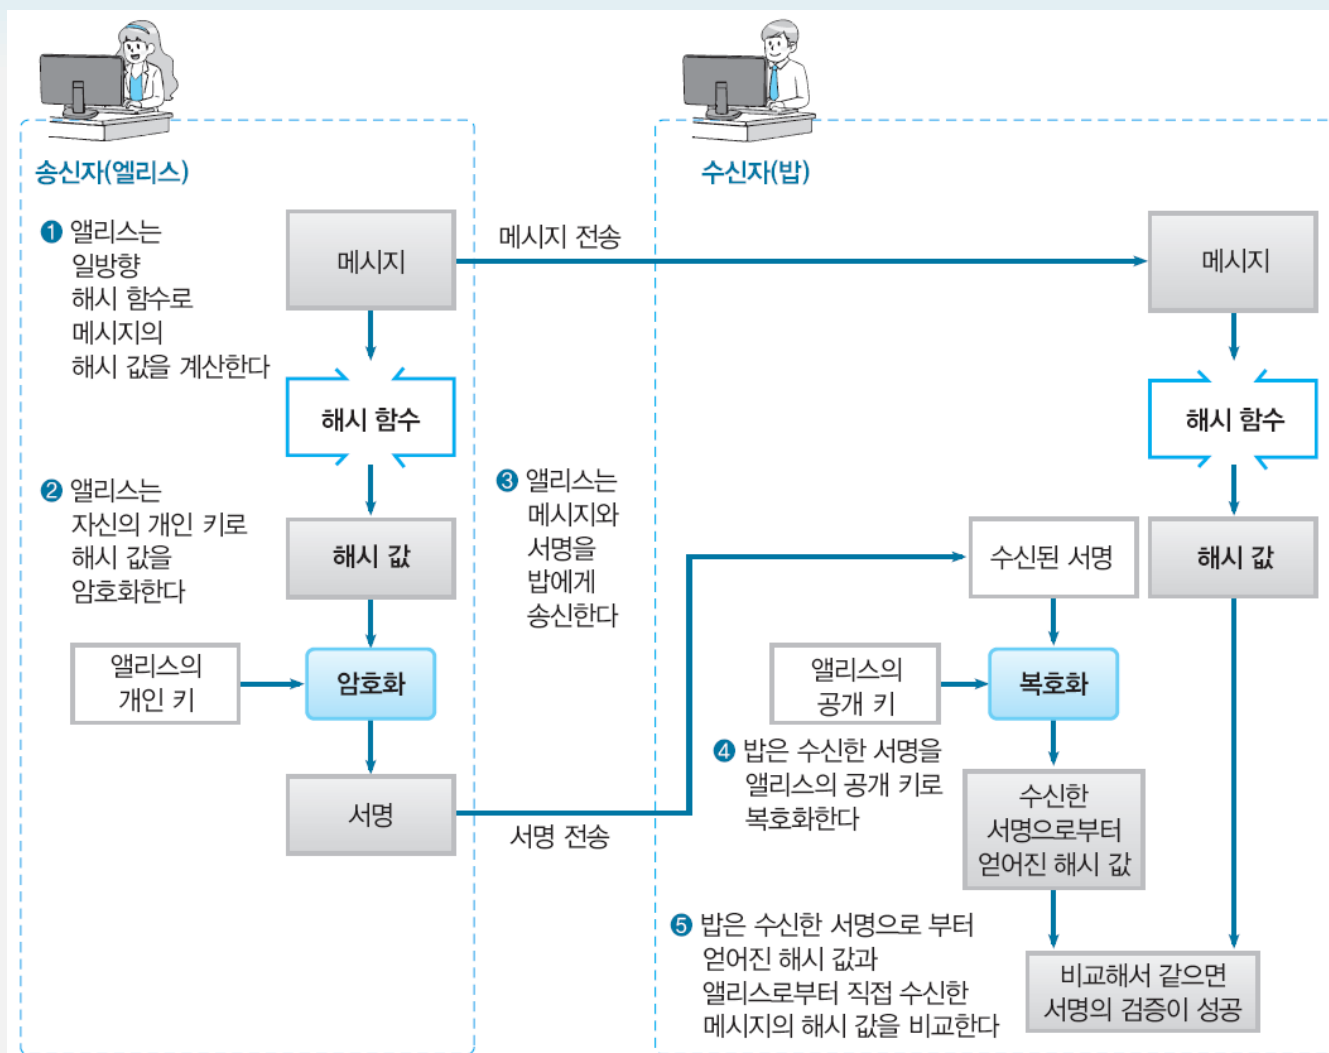 송신자(엘리스)
수신자(밥)
❶ 앨리스는
일방향
해시 함수로
메시지의
해시 값을 계산한다
메시지
메시지 전송
메시지
해시 함수
해시 함수
❷ 앨리스는
자신의 개인 키로
해시 값을
암호화한다
해시 값
❸ 앨리스는
메시지와
서명을
밥에게
송신한다
수신된 서명
해시 값
앨리스의
개인 키
암호화
앨리스의
공개 키
복호화
❹ 밥은 수신한 서명을
앨리스의 공개 키로
복호화한다
서명
서명 전송
수신한
서명으로부터
얻어진 해시 값
❺ 밥은 수신한 서명으로 부터
얻어진 해시 값과
앨리스로부터 직접 수신한
메시지의 해시 값을 비교한다
비교해서 같으면
서명의 검증이 성공